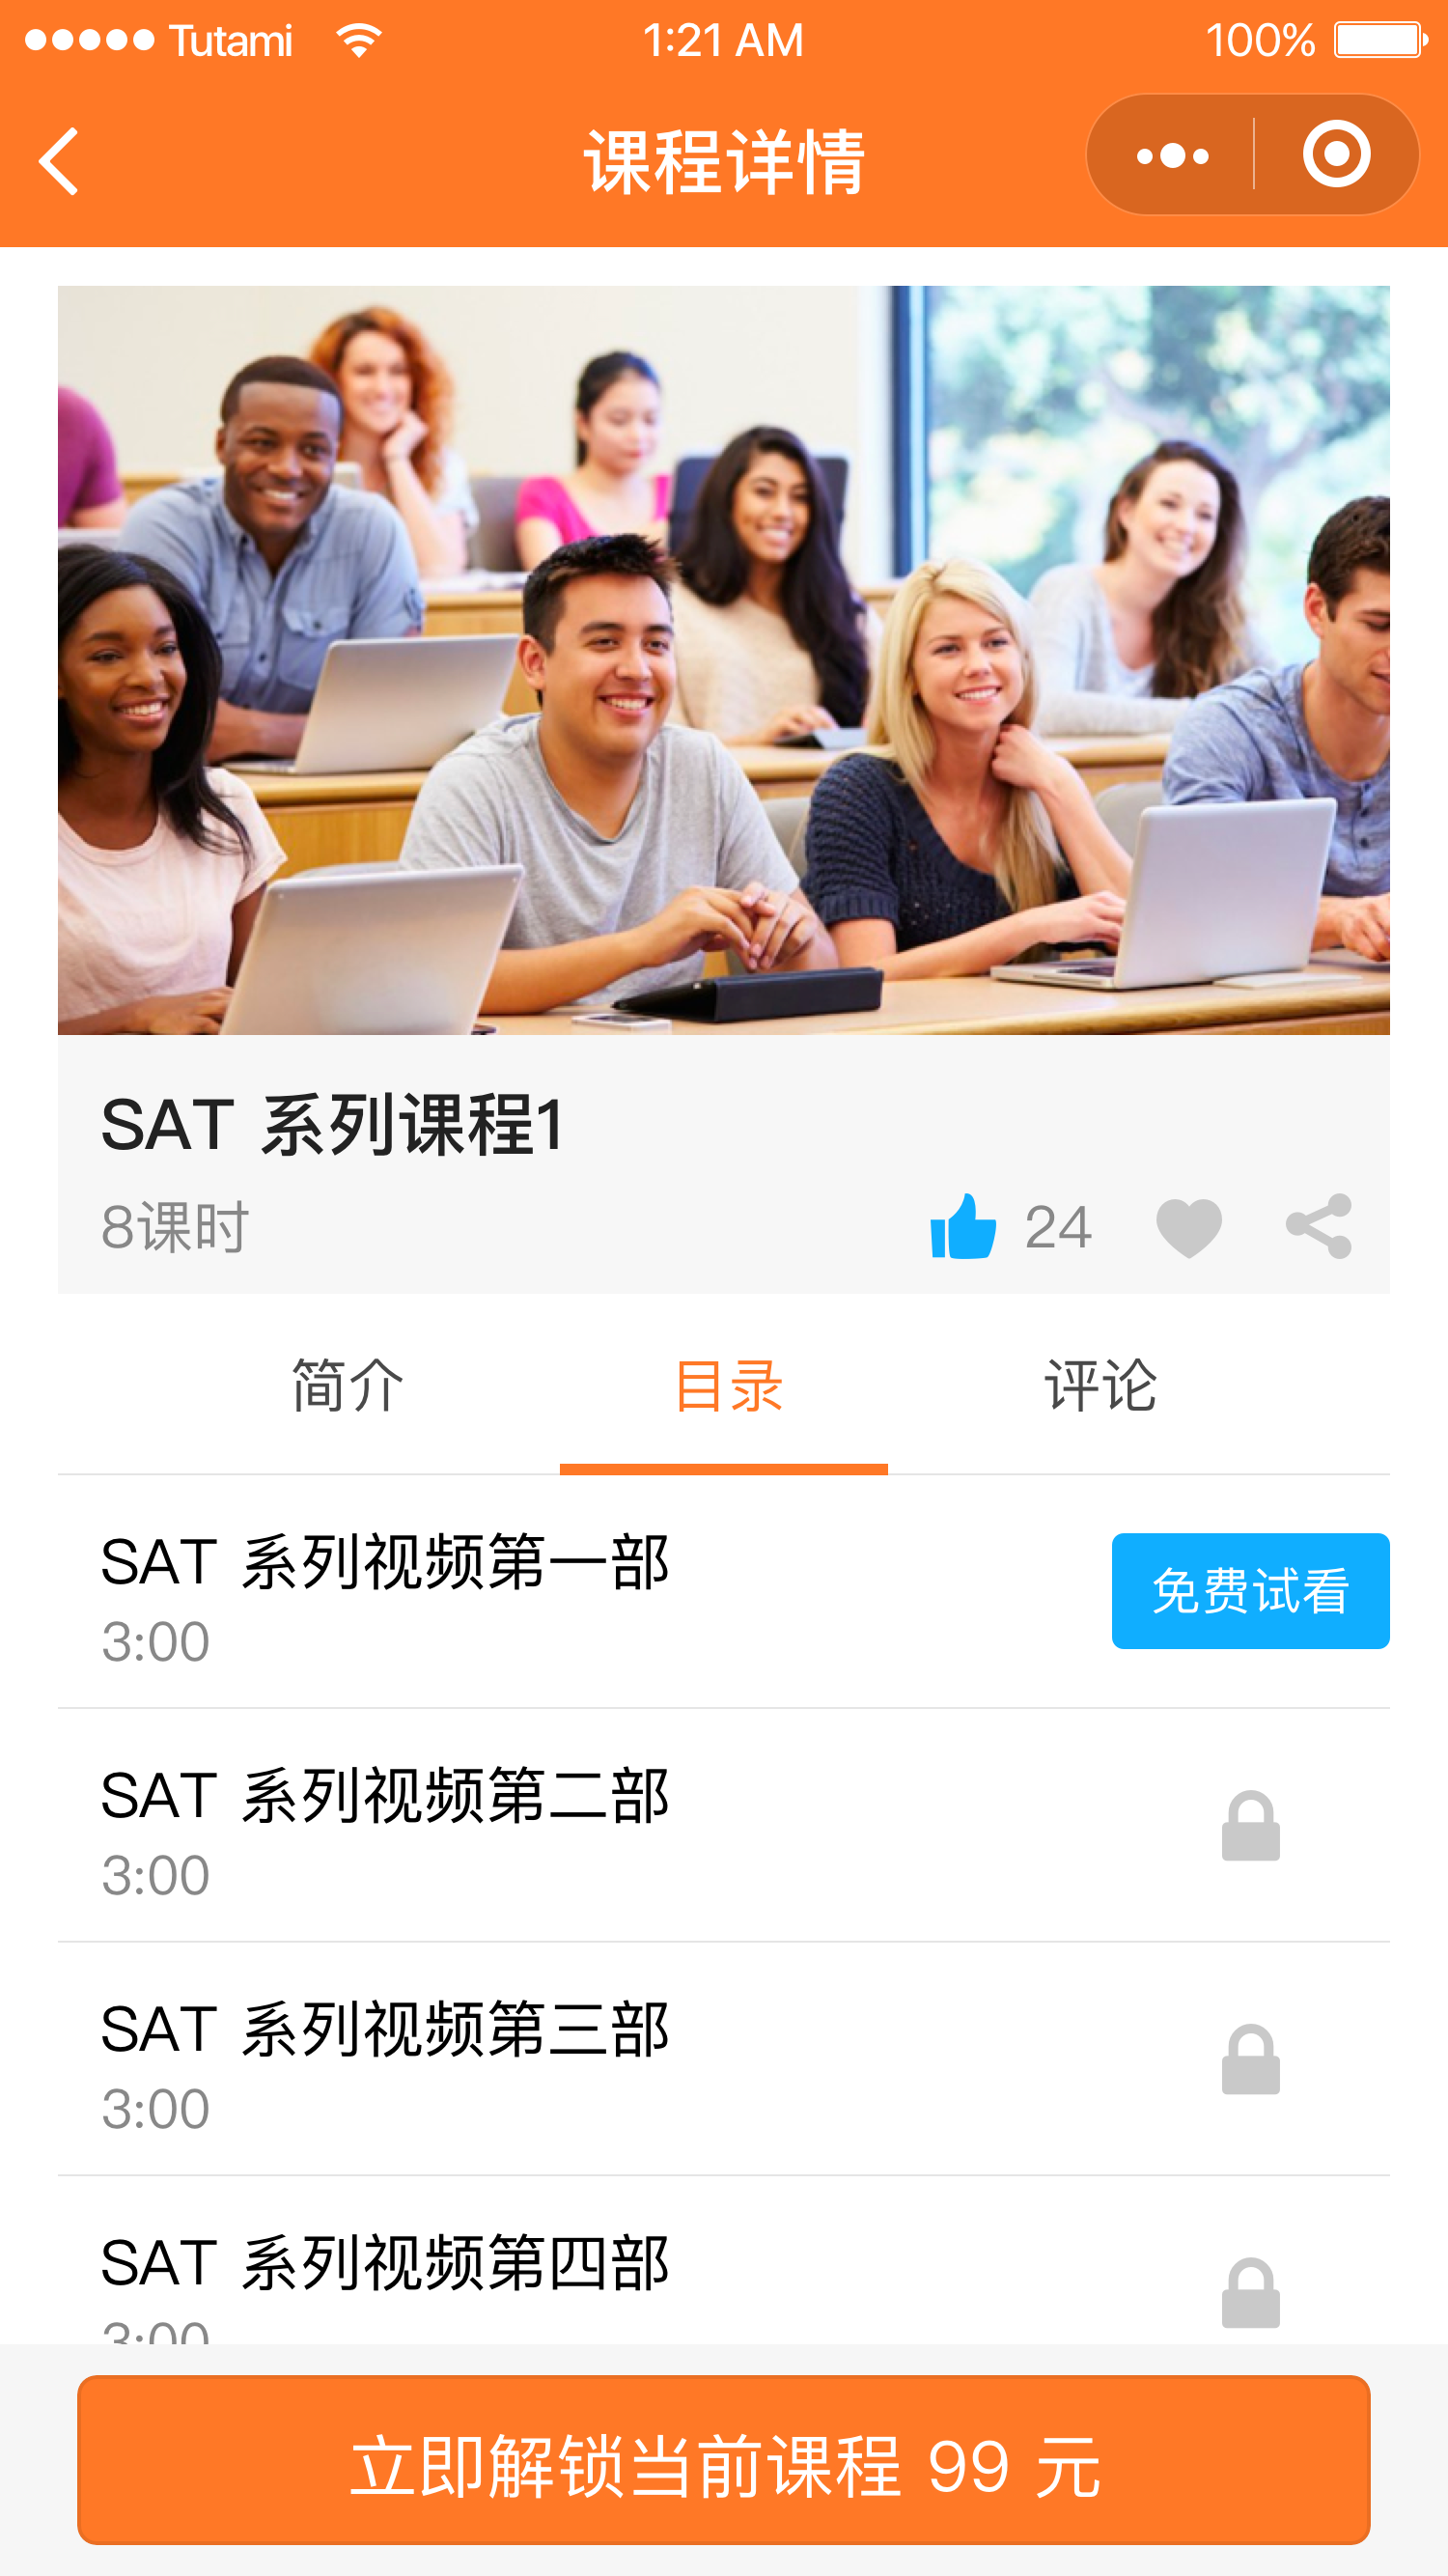 Tutami 1:21 AM 100%
课程详情
SAT 系列课程1
8课时 24
简介 目录 评论
SAT 系列视频第一部
3:00
免费试看
SAT 系列视频第二部
3:00
SAT 系列视频第三部
3:00
SAT 系列视频第四部
3:00
立即解锁当前课程 99 元